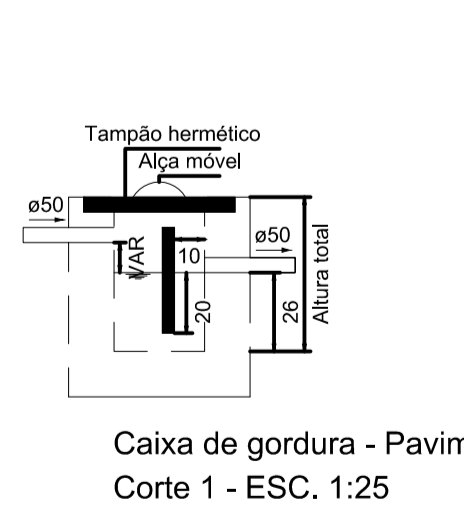 Tampão hermético
Alça móvel
ø50
ø50
VAR
10
20
26
Altura total
Caixa de gordura - Pavim
Corte 1 - ESC. 1:25